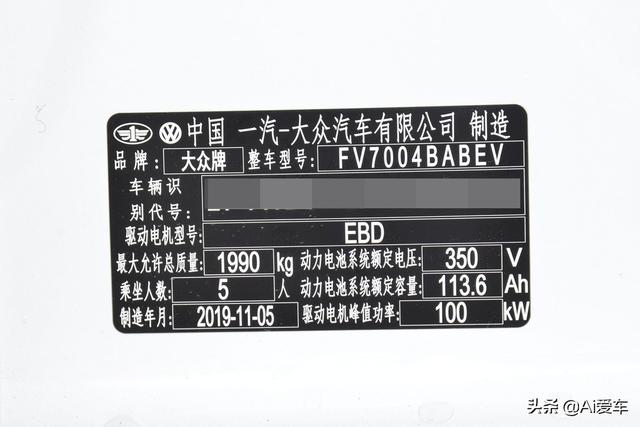 中国 一汽-大众汽车有限公司 制造
品牌: 大众牌 整车型号: FV7004BABEV
车辆识
别代号:
驱动电机型号: EBD
最大允许总质量: 1990 kg 动力电池系统额定电压: 350 V
乘坐人数: 5 人 动力电池系统额定容量: 113.6 Ah
制造年月: 2019-11-05 驱动电机峰值功率: 100 kW
头条 @Ai爱车